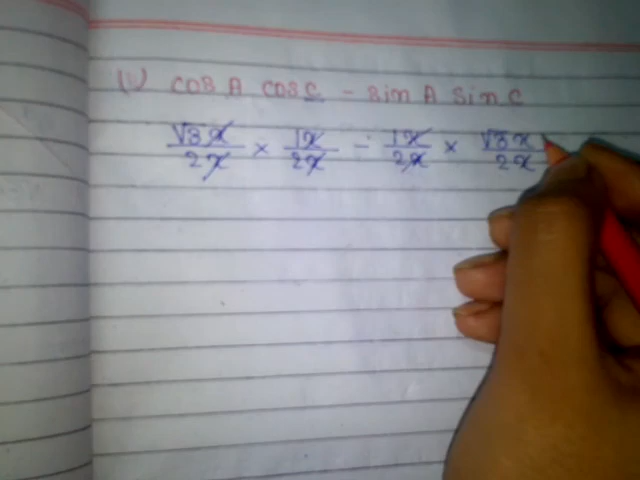 (ii) cos A cos C - sin A sin C
√3x/2x × 1x/2x - 1x/2x × √3x/2x